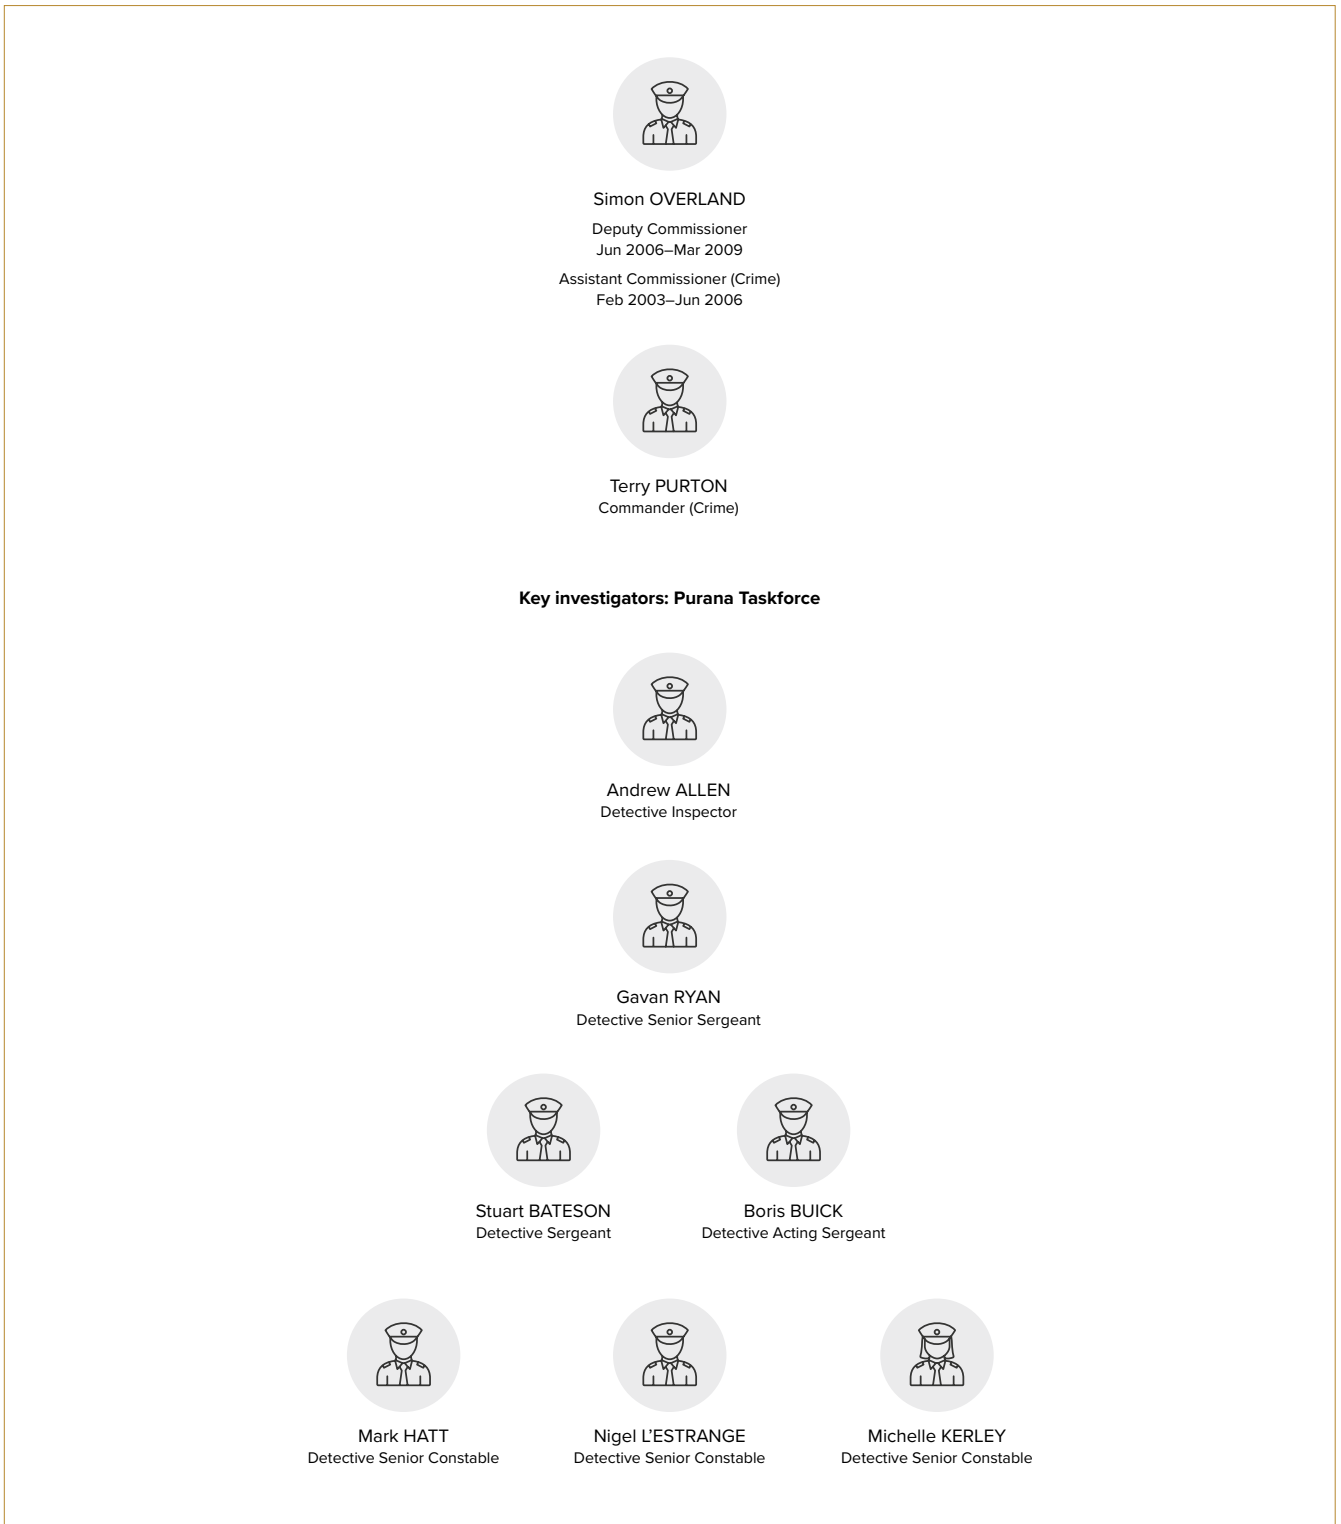 Simon OVERLAND
Deputy Commissioner
Jun 2006–Mar 2009
Assistant Commissioner (Crime)
Feb 2003–Jun 2006
Terry PURTON
Commander (Crime)
Key investigators: Purana Taskforce
Andrew ALLEN
Detective Inspector
Gavan RYAN
Detective Senior Sergeant
Stuart BATESON
Detective Sergeant
Boris BUICK
Detective Acting Sergeant
Mark HATT
Detective Senior Constable
Nigel L’ESTRANGE
Detective Senior Constable
Michelle KERLEY
Detective Senior Constable